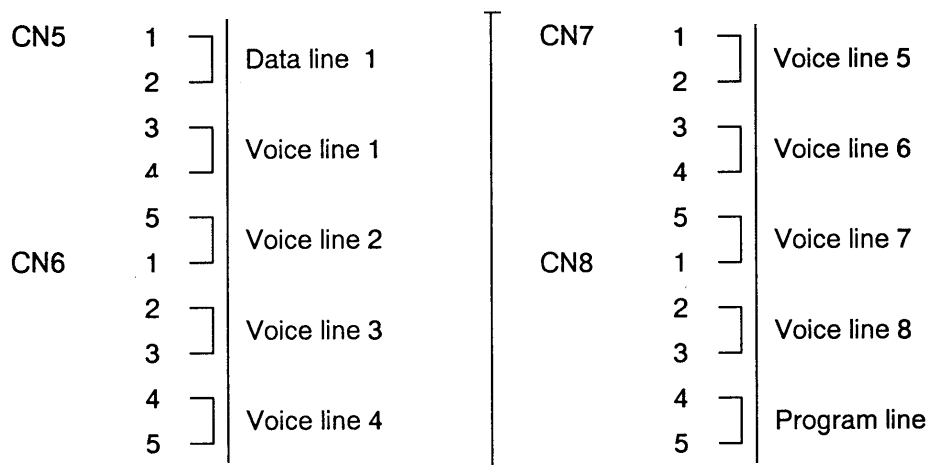 CN5 1
Data line 1
2
3
Voice line 1
4
5
Voice line 2
CN6 1
2
Voice line 3
3
4
Voice line 4
5
CN7 1
Voice line 5
2
3
Voice line 6
4
5
Voice line 7
CN8 1
2
Voice line 8
3
4
Program line
5